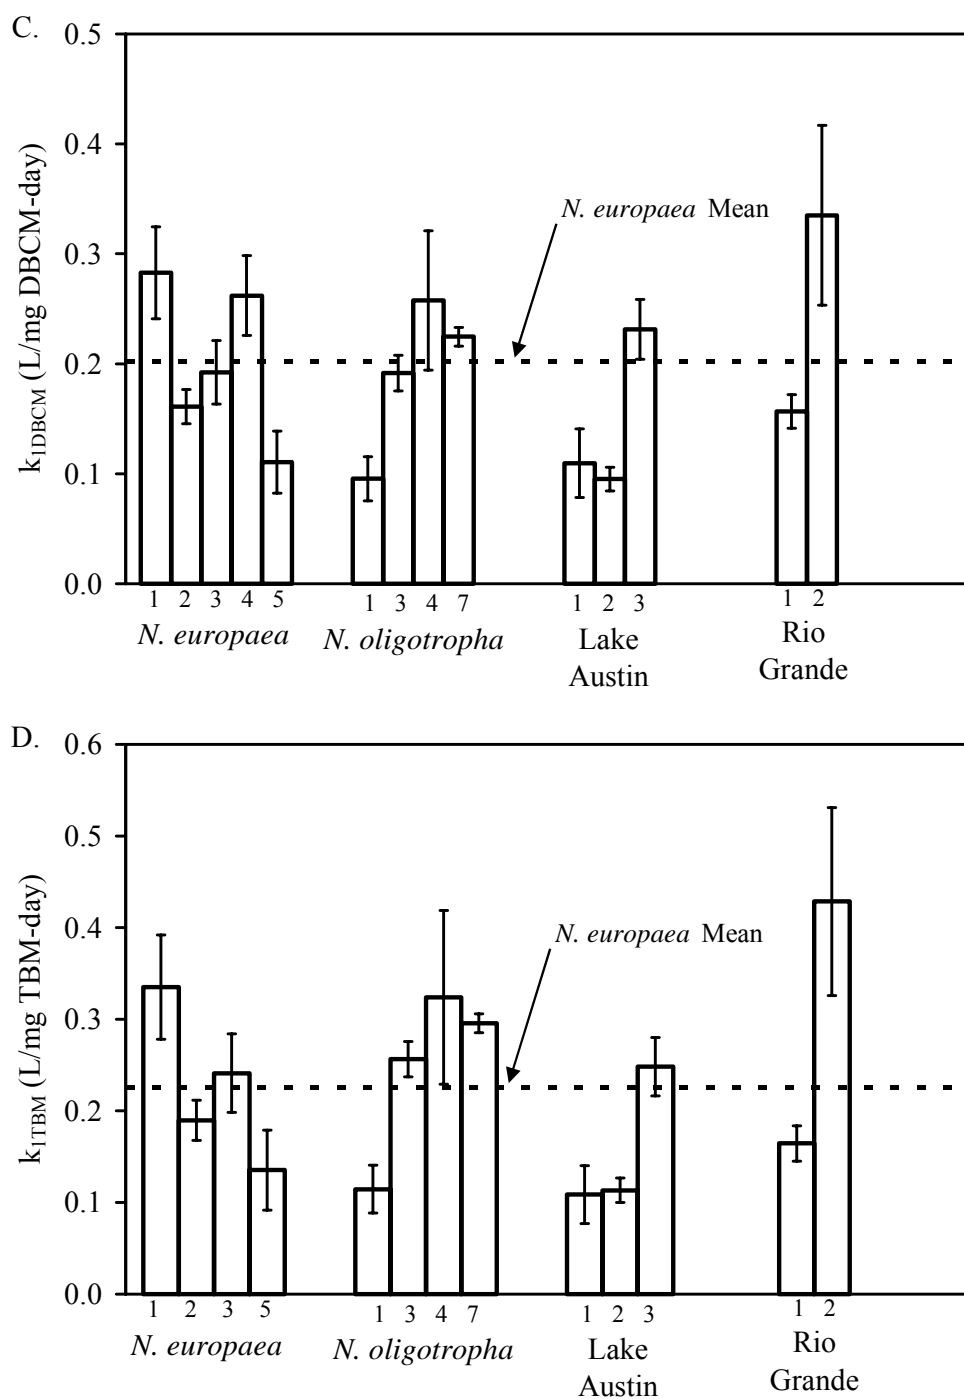 C.
0.5
0.4
0.3
0.2
0.1
0.0
k1DBCM (L/mg DBCM-day)
N. europaea Mean
1 2 3 4 5 1 3 4 7 1 2 3 1 2
N. europaea N. oligotropha Lake Rio
Austin Grande
D.
0.6
0.5
0.4
0.3
0.2
0.1
0.0
k1TBM (L/mg TBM-day)
N. europaea Mean
1 2 3 5 1 3 4 7 1 2 3 1 2
N. europaea N. oligotropha Lake Rio
Austin Grande